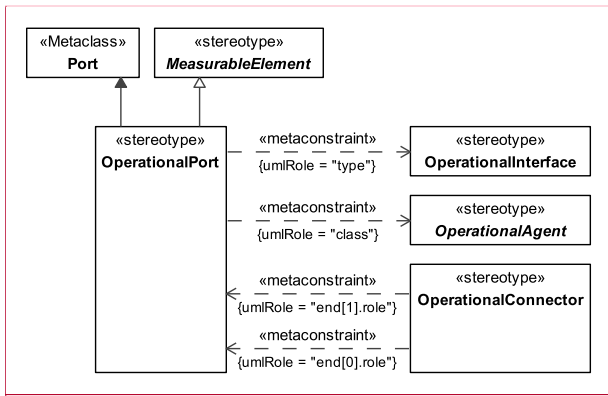 «Metaclass»
Port
«stereotype»
MeasurableElement
«stereotype»
OperationalPort
«metaconstraint»
{umlRole = "type"}
«stereotype»
OperationalInterface
«metaconstraint»
{umlRole = "class"}
«stereotype»
OperationalAgent
«metaconstraint»
{umlRole = "end[1].role"}
«stereotype»
OperationalConnector
«metaconstraint»
{umlRole = "end[0].role"}